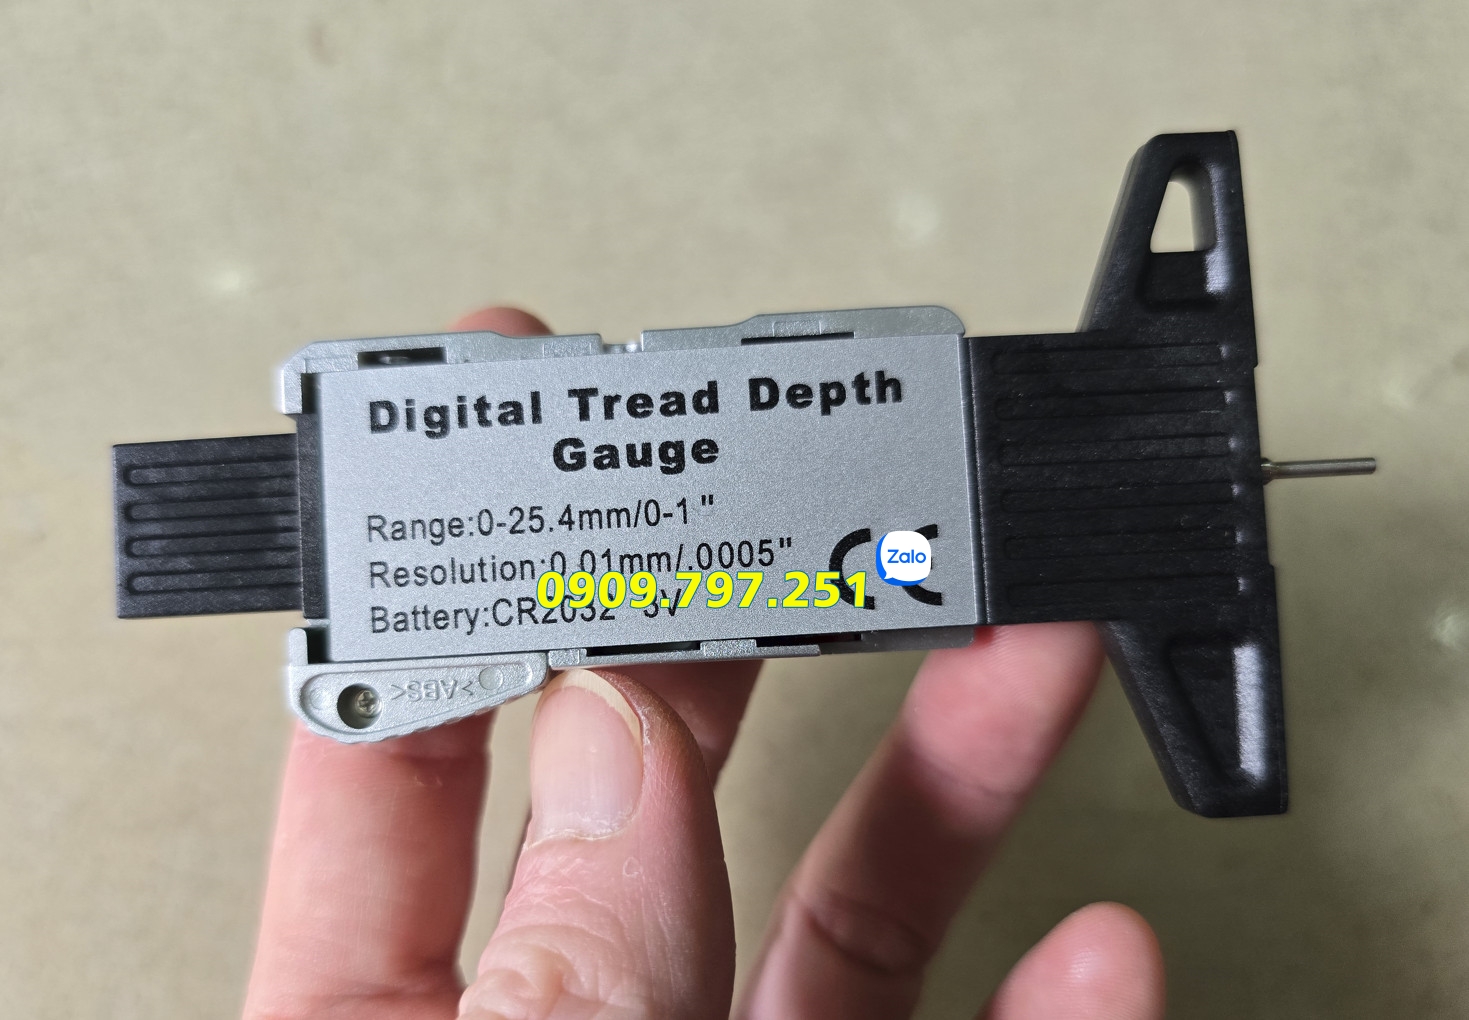 Digital Tread Depth
Gauge
Range:0-25.4mm/0-1"
Resolution:0.01mm/.0005"
Battery:CR2032 3V
CE
Zalo
0909.797.251
>ABS<